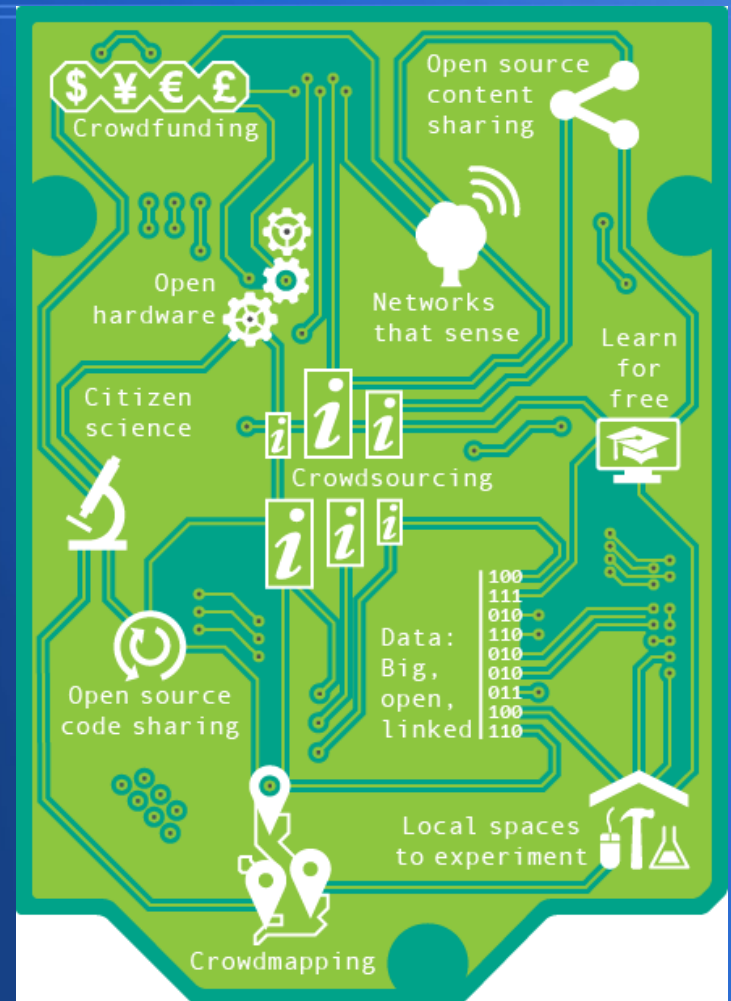 $ ¥ € £
Crowdfunding
Open source
content
sharing
Open
hardware
Networks
that sense
Learn
for
free
Citizen
science
i i i
Crowdsourcing
i i i
100
111
010
110
010
010
011
100
110
Data:
Big,
open,
linked
Open source
code sharing
Local spaces
to experiment
Crowdmapping